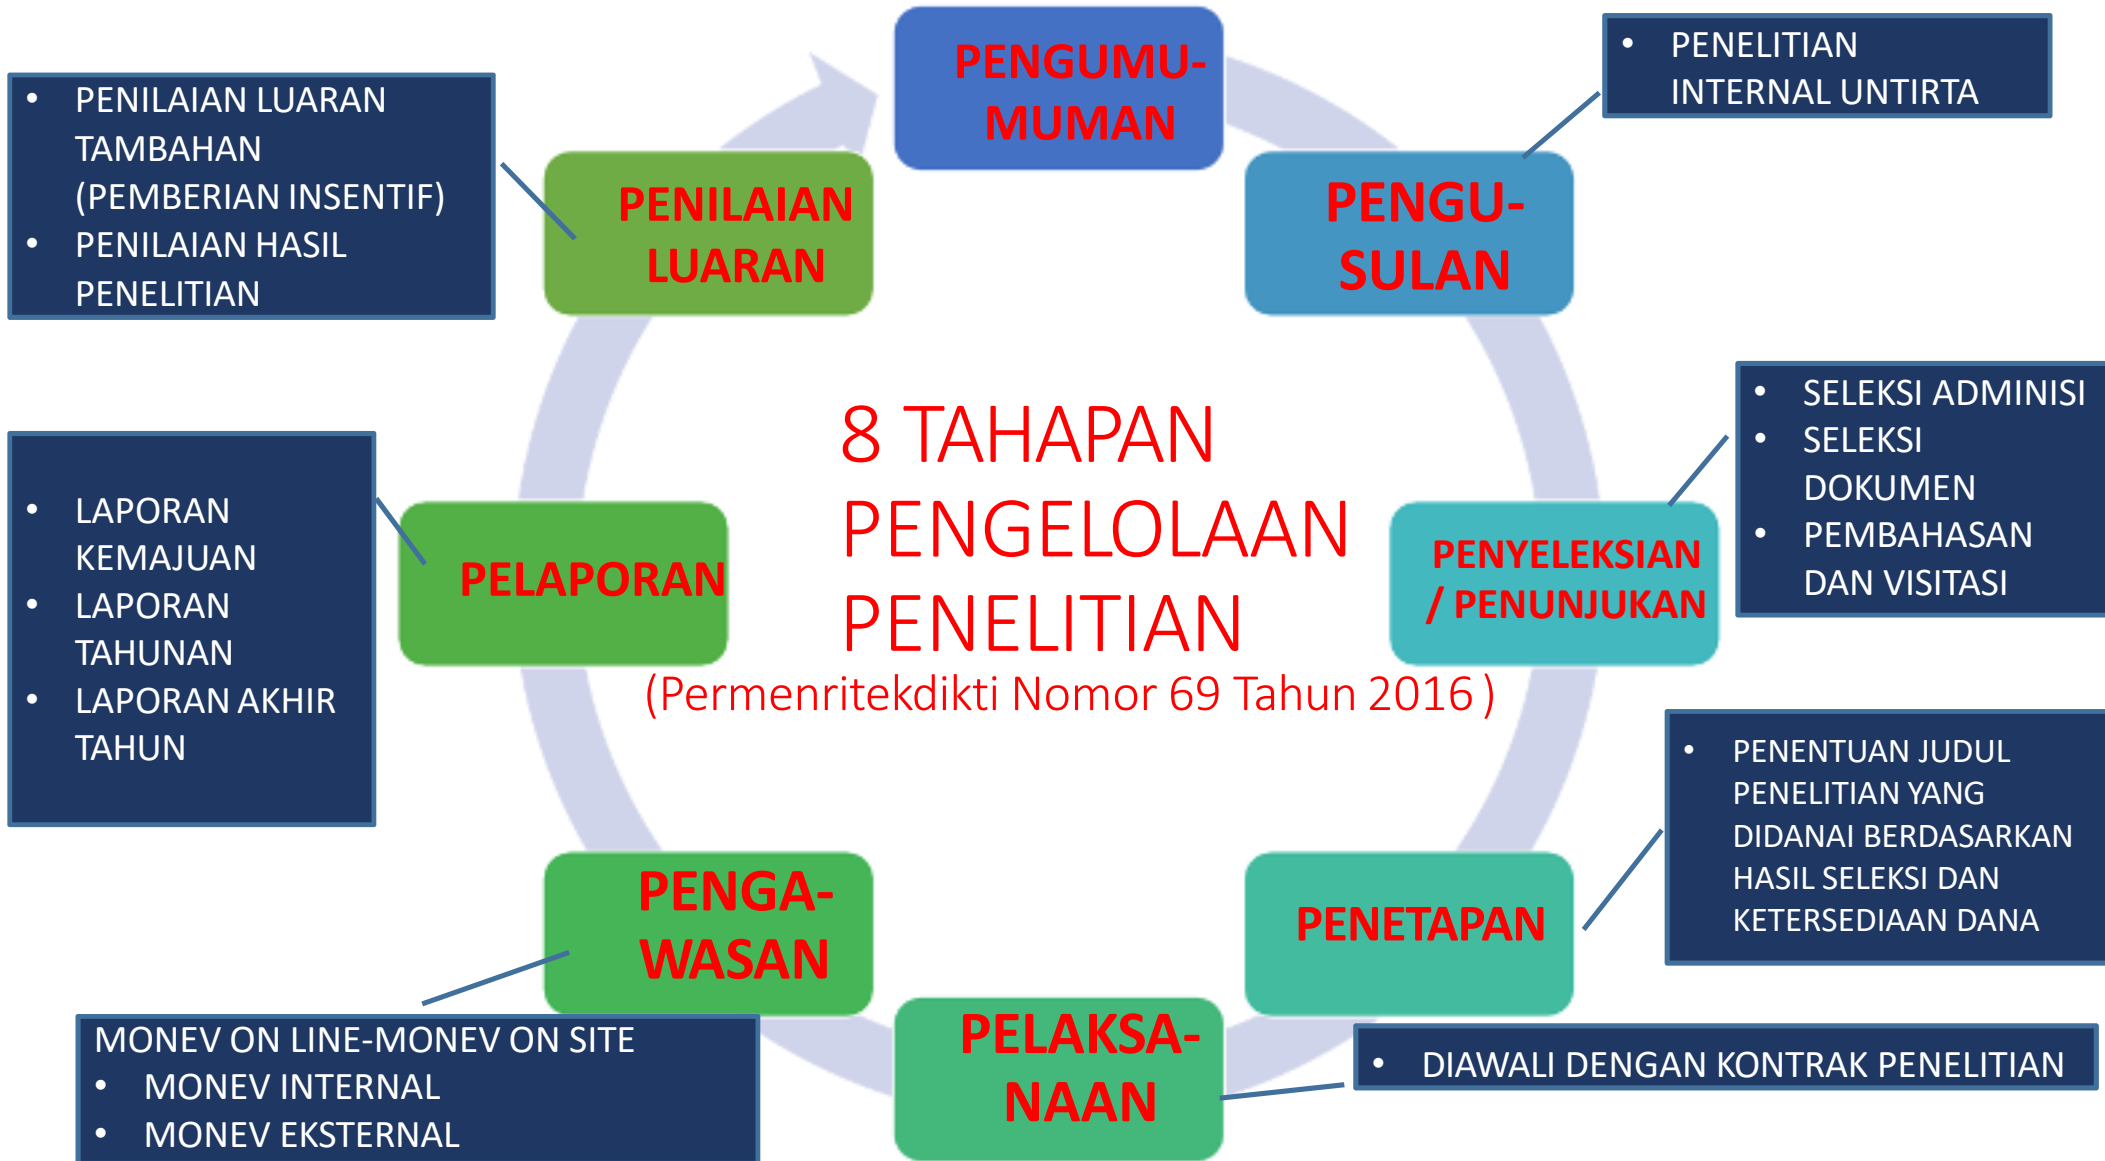 PENGUMU-
MUMAN
• PENELITIAN
INTERNAL UNTIRTA
PENGU-
SULAN
• SELEKSI ADMINISI
• SELEKSI
DOKUMEN
• PEMBAHASAN
DAN VISITASI
PENYELEKSIAN
/ PENUNJUKAN
• PENENTUAN JUDUL
PENELITIAN YANG
DIDANAI BERDASARKAN
HASIL SELEKSI DAN
KETERSEDIAAN DANA
PENETAPAN
• DIAWALI DENGAN KONTRAK PENELITIAN
PELAKSA-
NAAN
PENGA-
WASAN
MONEV ON LINE-MONEV ON SITE
• MONEV INTERNAL
• MONEV EKSTERNAL
PELAPORAN
• LAPORAN
KEMAJUAN
• LAPORAN
TAHUNAN
• LAPORAN AKHIR
TAHUN
PENILAIAN
LUARAN
• PENILAIAN LUARAN
TAMBAHAN
(PEMBERIAN INSENTIF)
• PENILAIAN HASIL
PENELITIAN
8 TAHAPAN
PENGELOLAAN
PENELITIAN
(Permenritekdikti Nomor 69 Tahun 2016 )